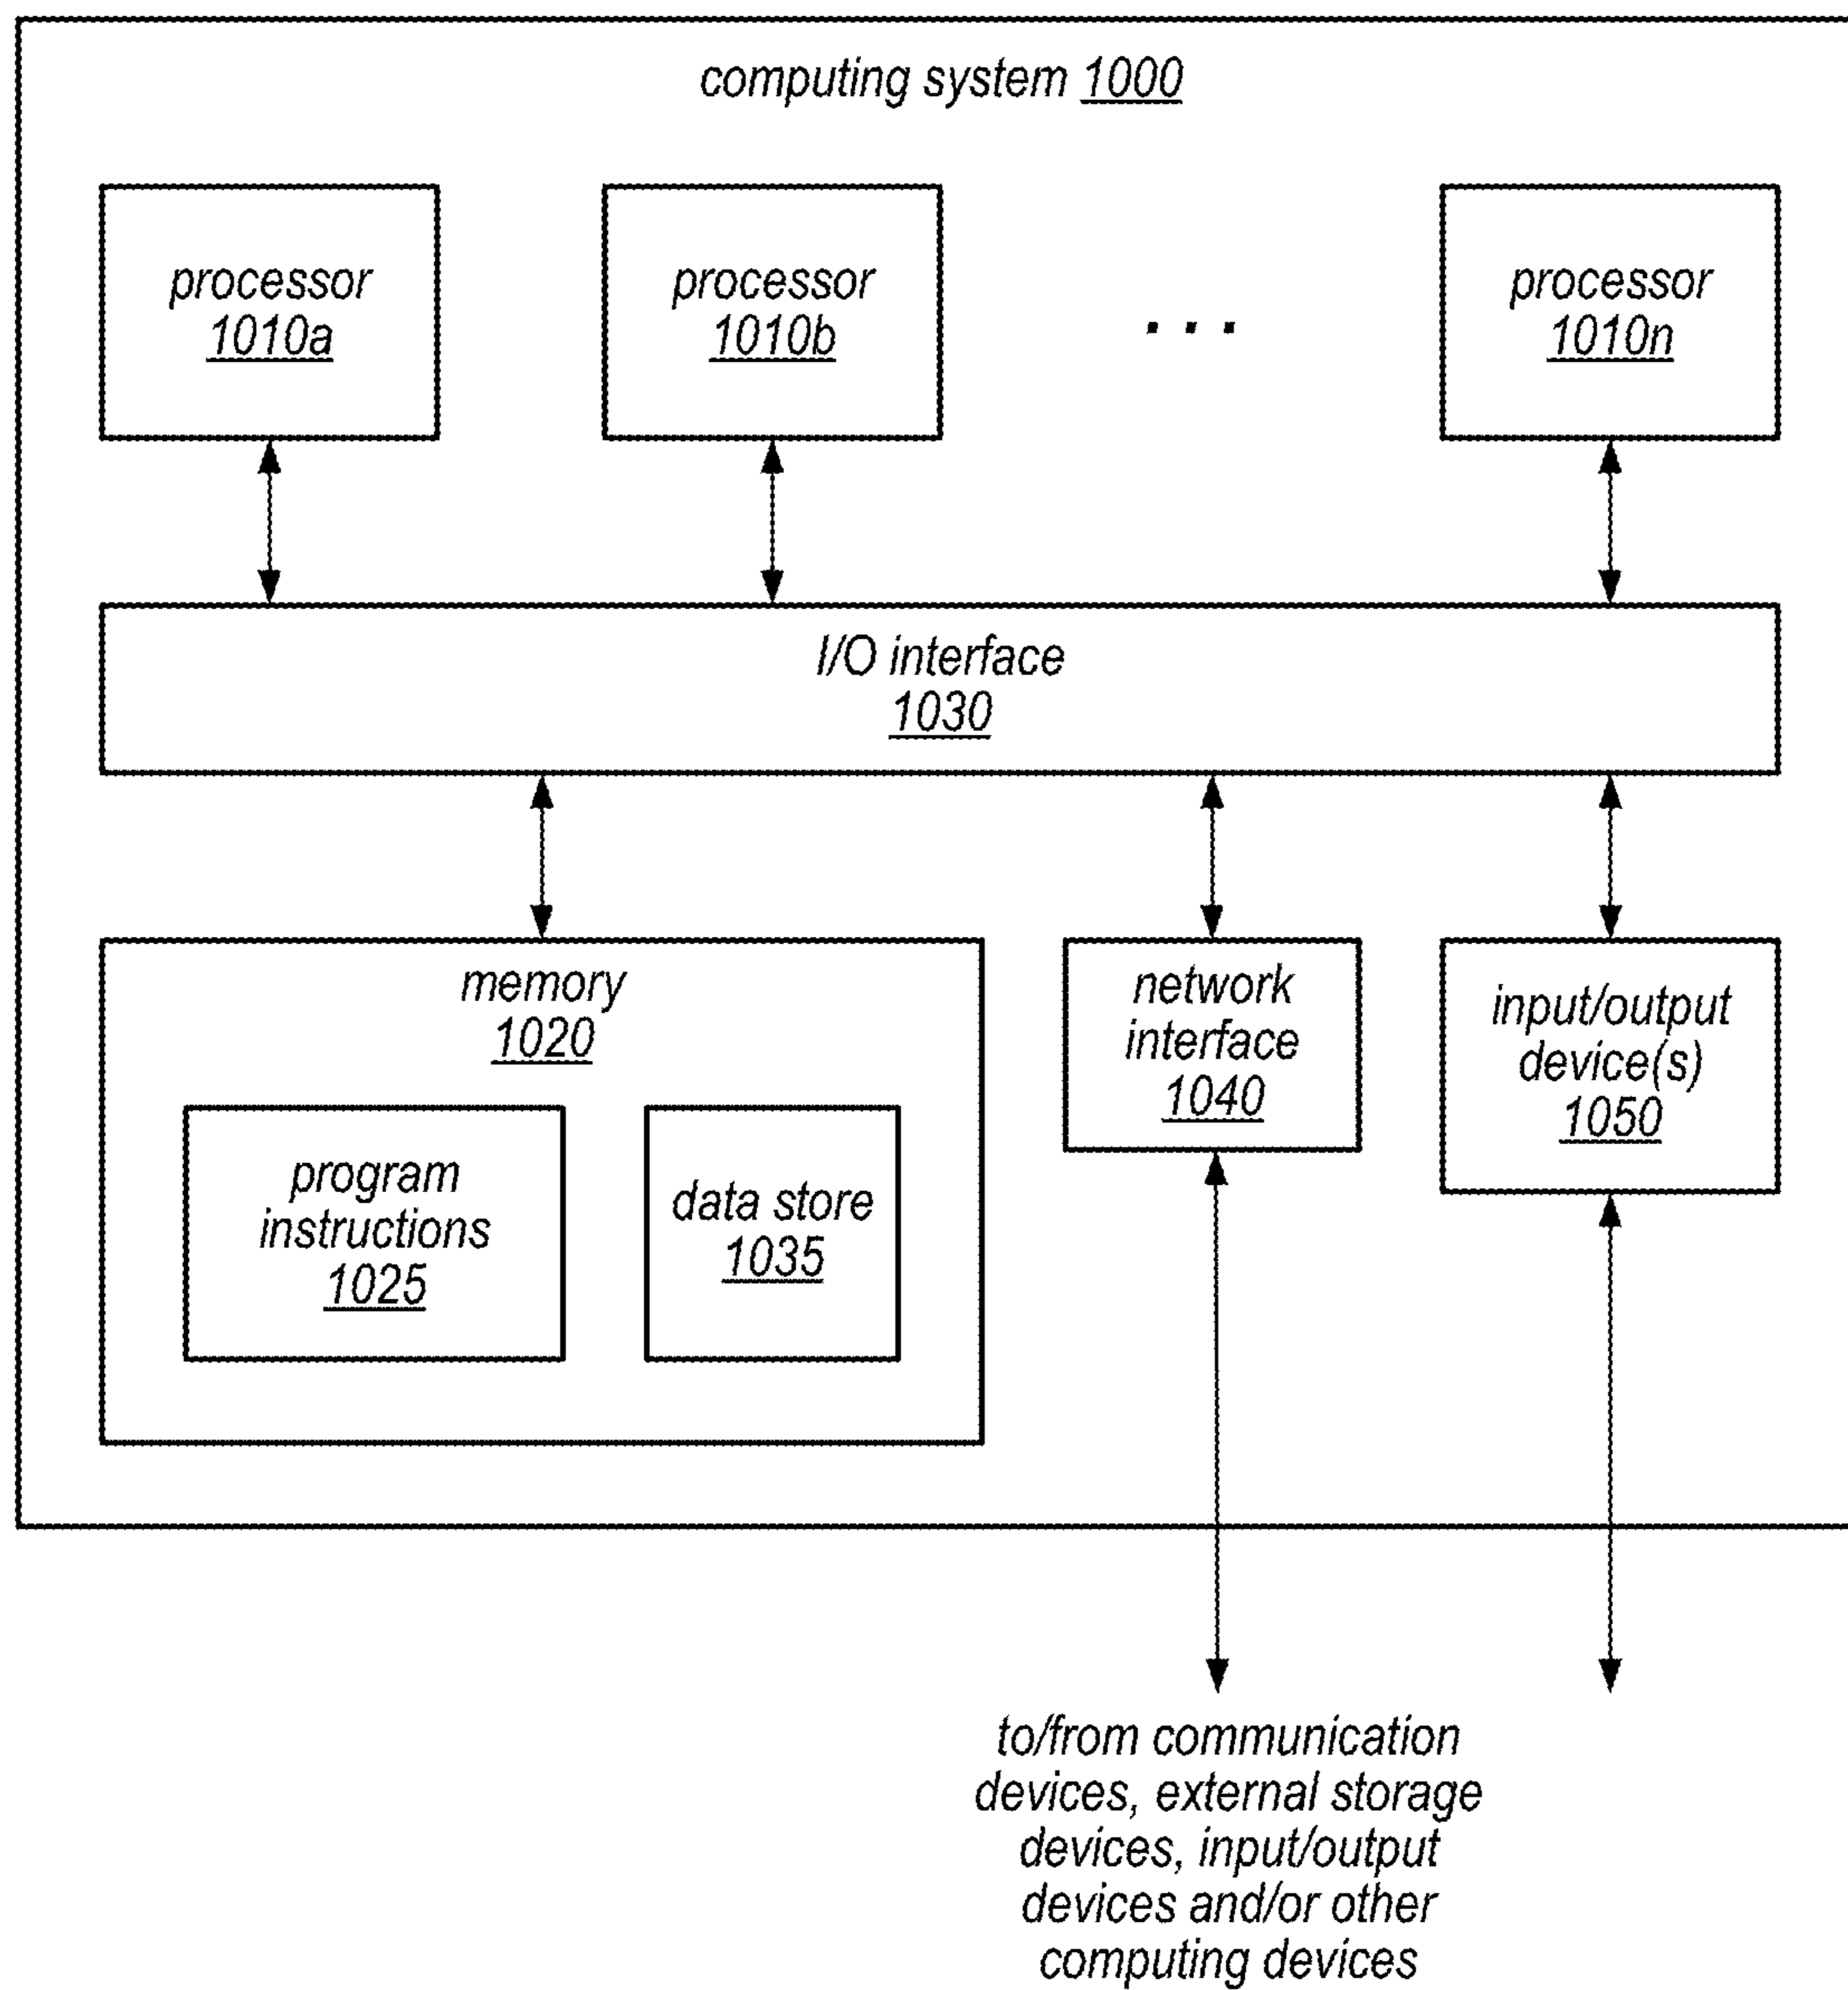 computing system 1000
processor
1010a
processor
1010b
. . .
processor
1010n
I/O interface
1030
memory
1020
program
instructions
1025
data store
1035
network
interface
1040
input/output
device(s)
1050
to/from communication
devices, external storage
devices, input/output
devices and/or other
computing devices